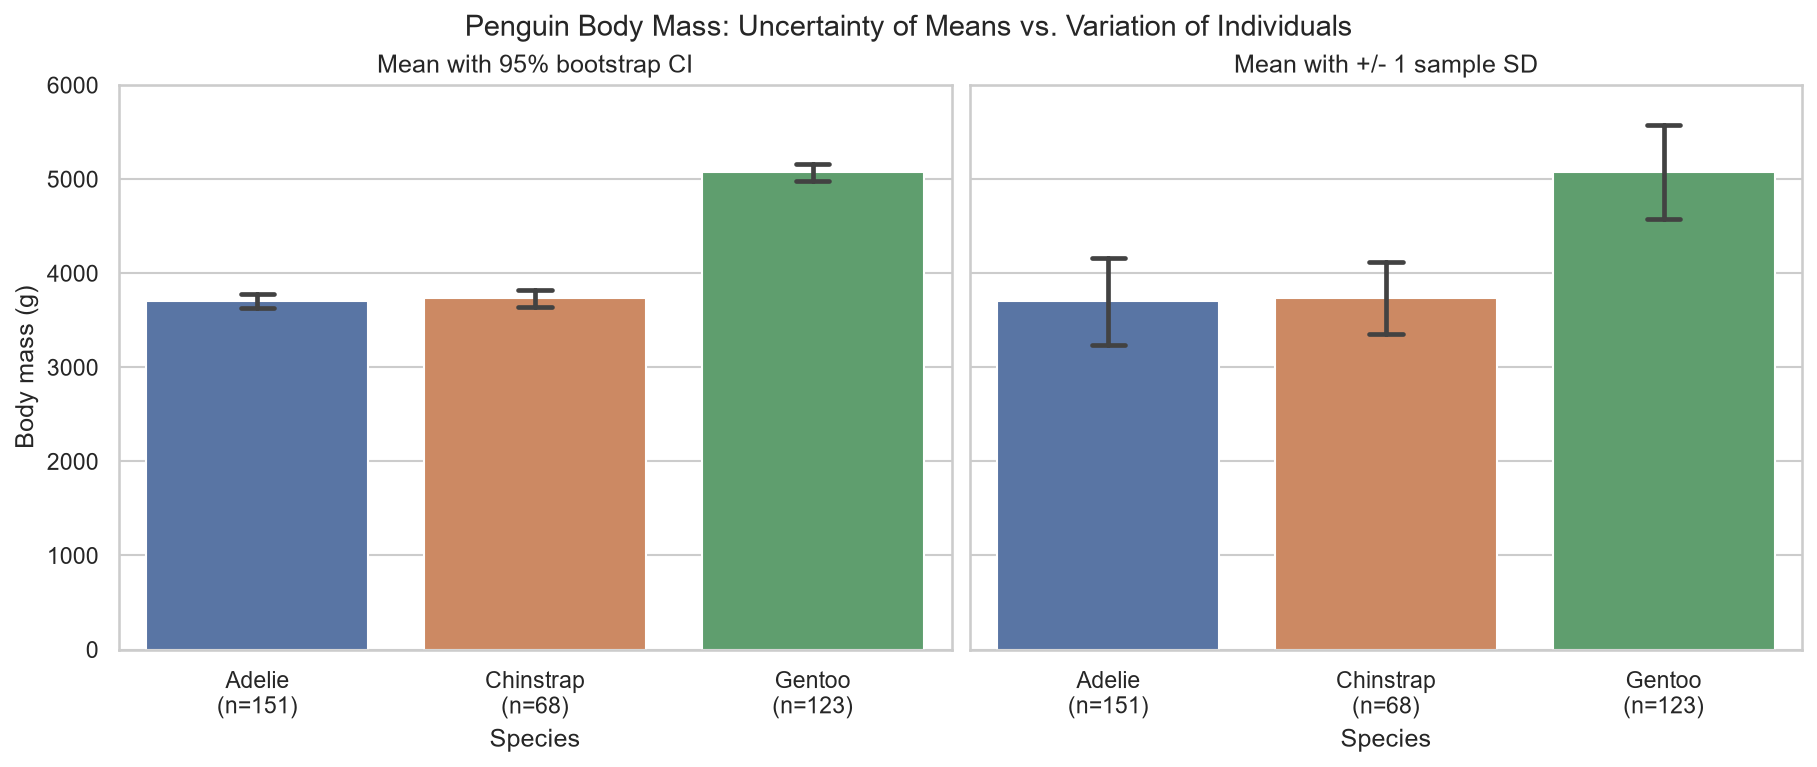 Penguin Body Mass: Uncertainty of Means vs. Variation of Individuals
Mean with 95% bootstrap CI
Body mass (g)
6000
5000
4000
3000
2000
1000
0
Adelie
(n=151)
Chinstrap
(n=68)
Gentoo
(n=123)
Species
Mean with +/- 1 sample SD
Adelie
(n=151)
Chinstrap
(n=68)
Gentoo
(n=123)
Species